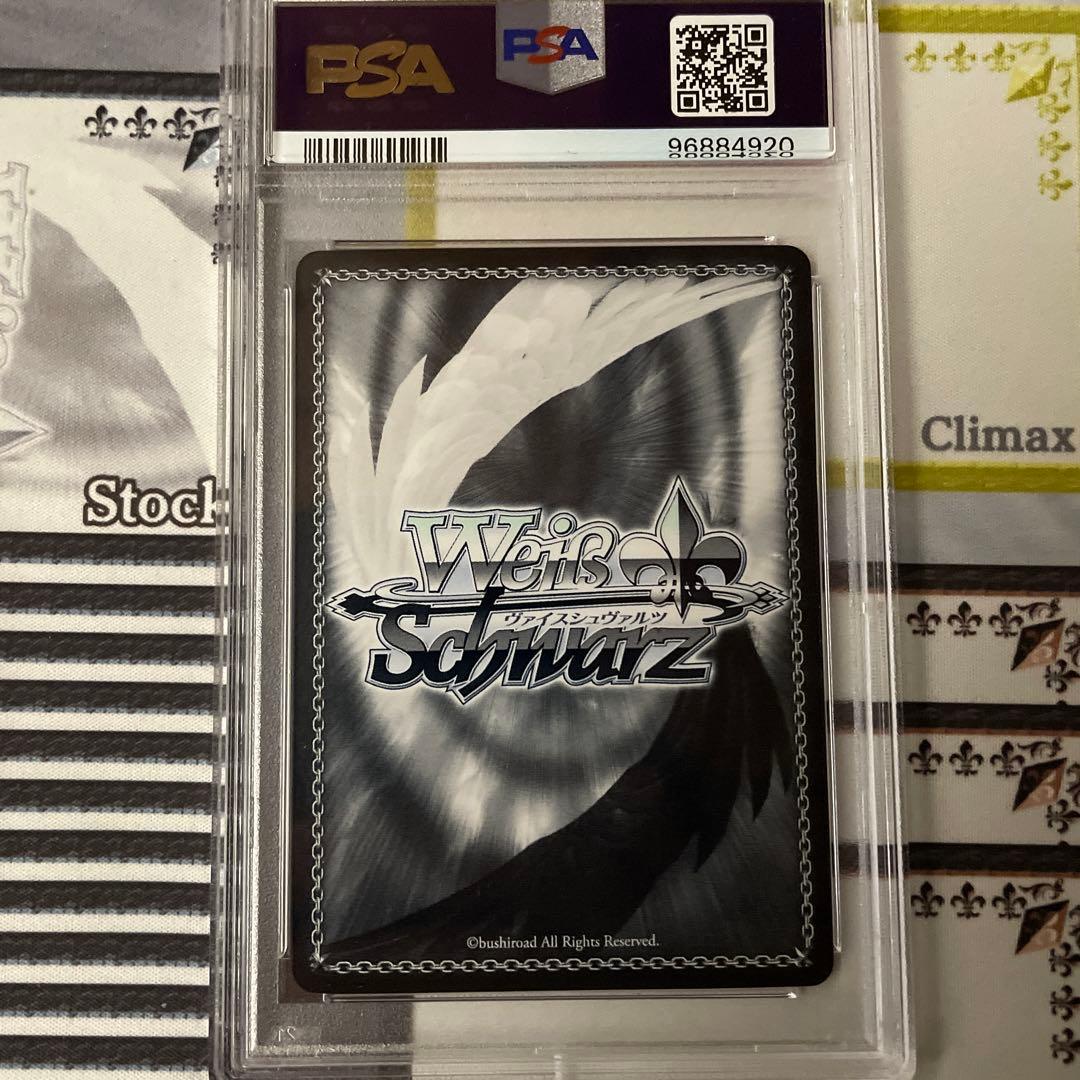 PSA
PSA
96884920
Climax
Stock
Weiß
ヴァイスシュヴァルツ
Schwarz
©bushiroad All Rights Reserved.